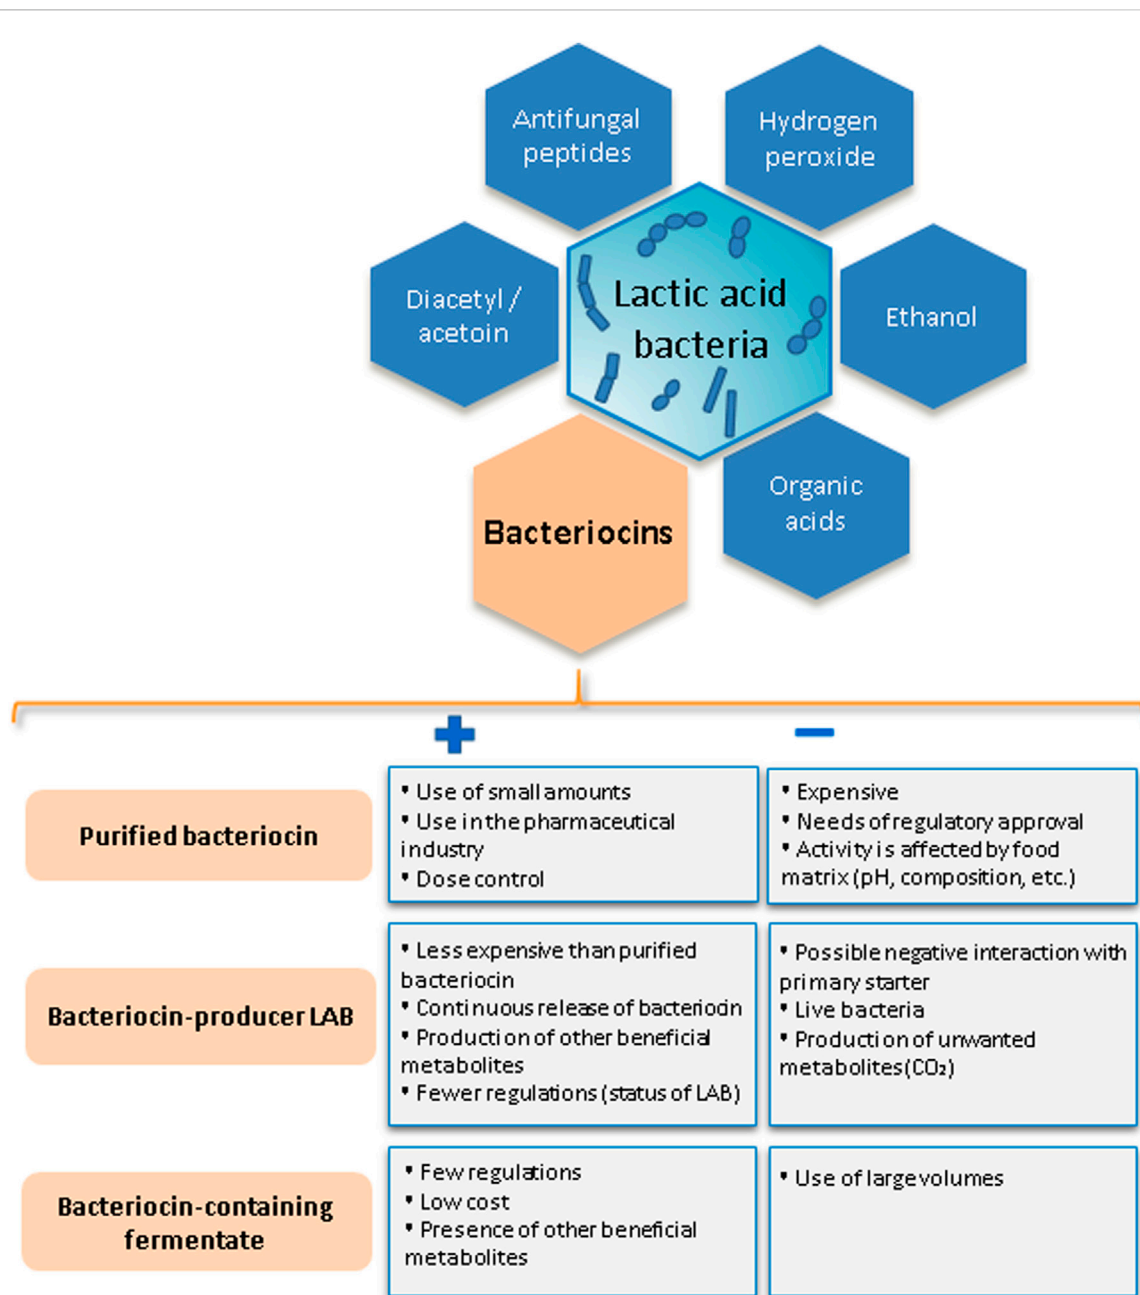 Antifungal
peptides
Hydrogen
peroxide
Diacetyl /
acetoin
Lactic acid
bacteria
Ethanol
Bacteriocins
Organic
acids
+
−
Purified bacteriocin
• Use of small amounts
• Use in the pharmaceutical
industry
• Dose control
• Expensive
• Needs of regulatory approval
• Activity is affected by food
matrix (pH, composition, etc.)
Bacteriocin-producer LAB
• Less expensive than purified
bacteriocin
• Continuous release of bacteriocin
• Production of other beneficial
metabolites
• Fewer regulations (status of LAB)
• Possible negative interaction with
primary starter
• Live bacteria
• Production of unwanted
metabolites (CO₂)
Bacteriocin-containing
fermentate
• Few regulations
• Low cost
• Presence of other beneficial
metabolites
• Use of large volumes